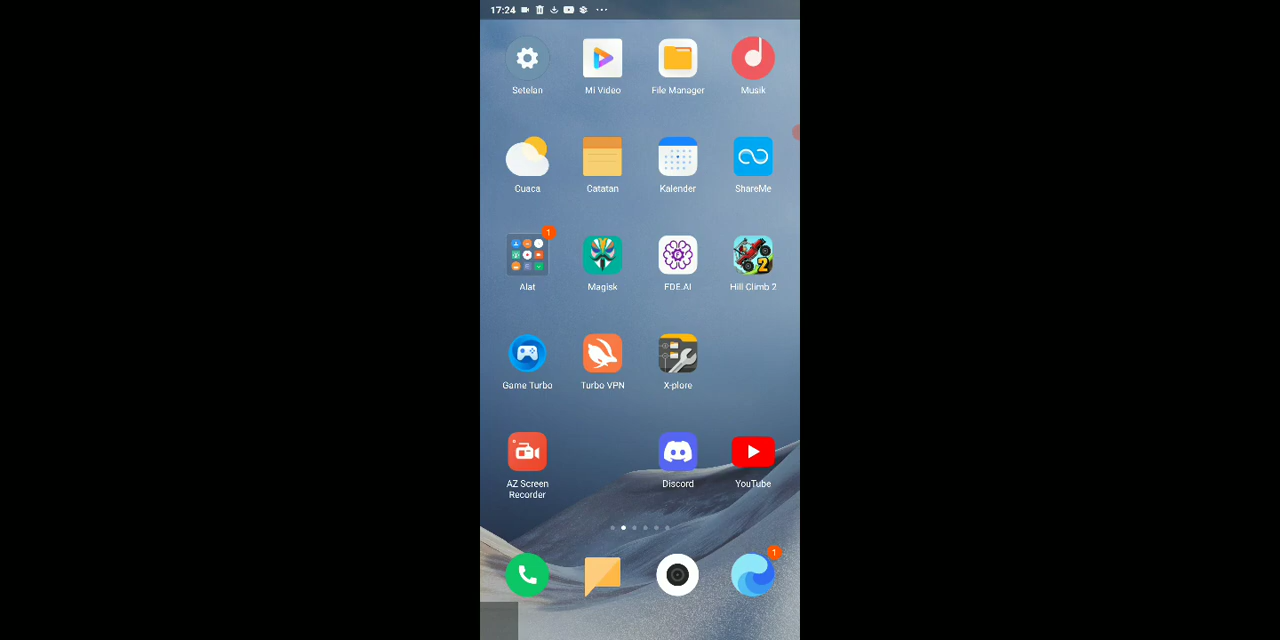 17:24
Setelan Mi Video File Manager Musik
Cuaca Catatan Kalender ShareMe
1
Alat Magisk FDE.AI Hill Climb 2
2
Game Turbo Turbo VPN X-plore
AZ Screen Recorder Discord YouTube
1